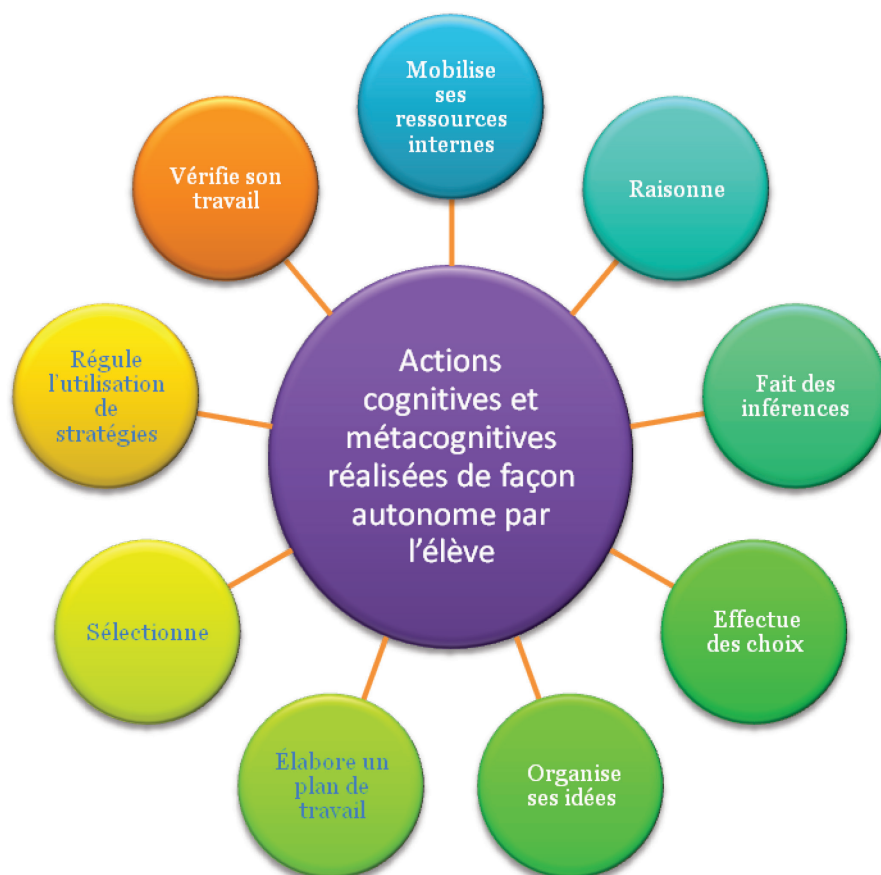 Mobilise
ses
ressources
internes
Raisonne
Fait des
inférences
Effectue
des choix
Organise
ses idées
Élabore un
plan de
travail
Sélectionne
Régule
l'utilisation
de
stratégies
Vérifie son
travail
Actions
cognitives et
métacognitives
réalisées de façon
autonome par
l'élève